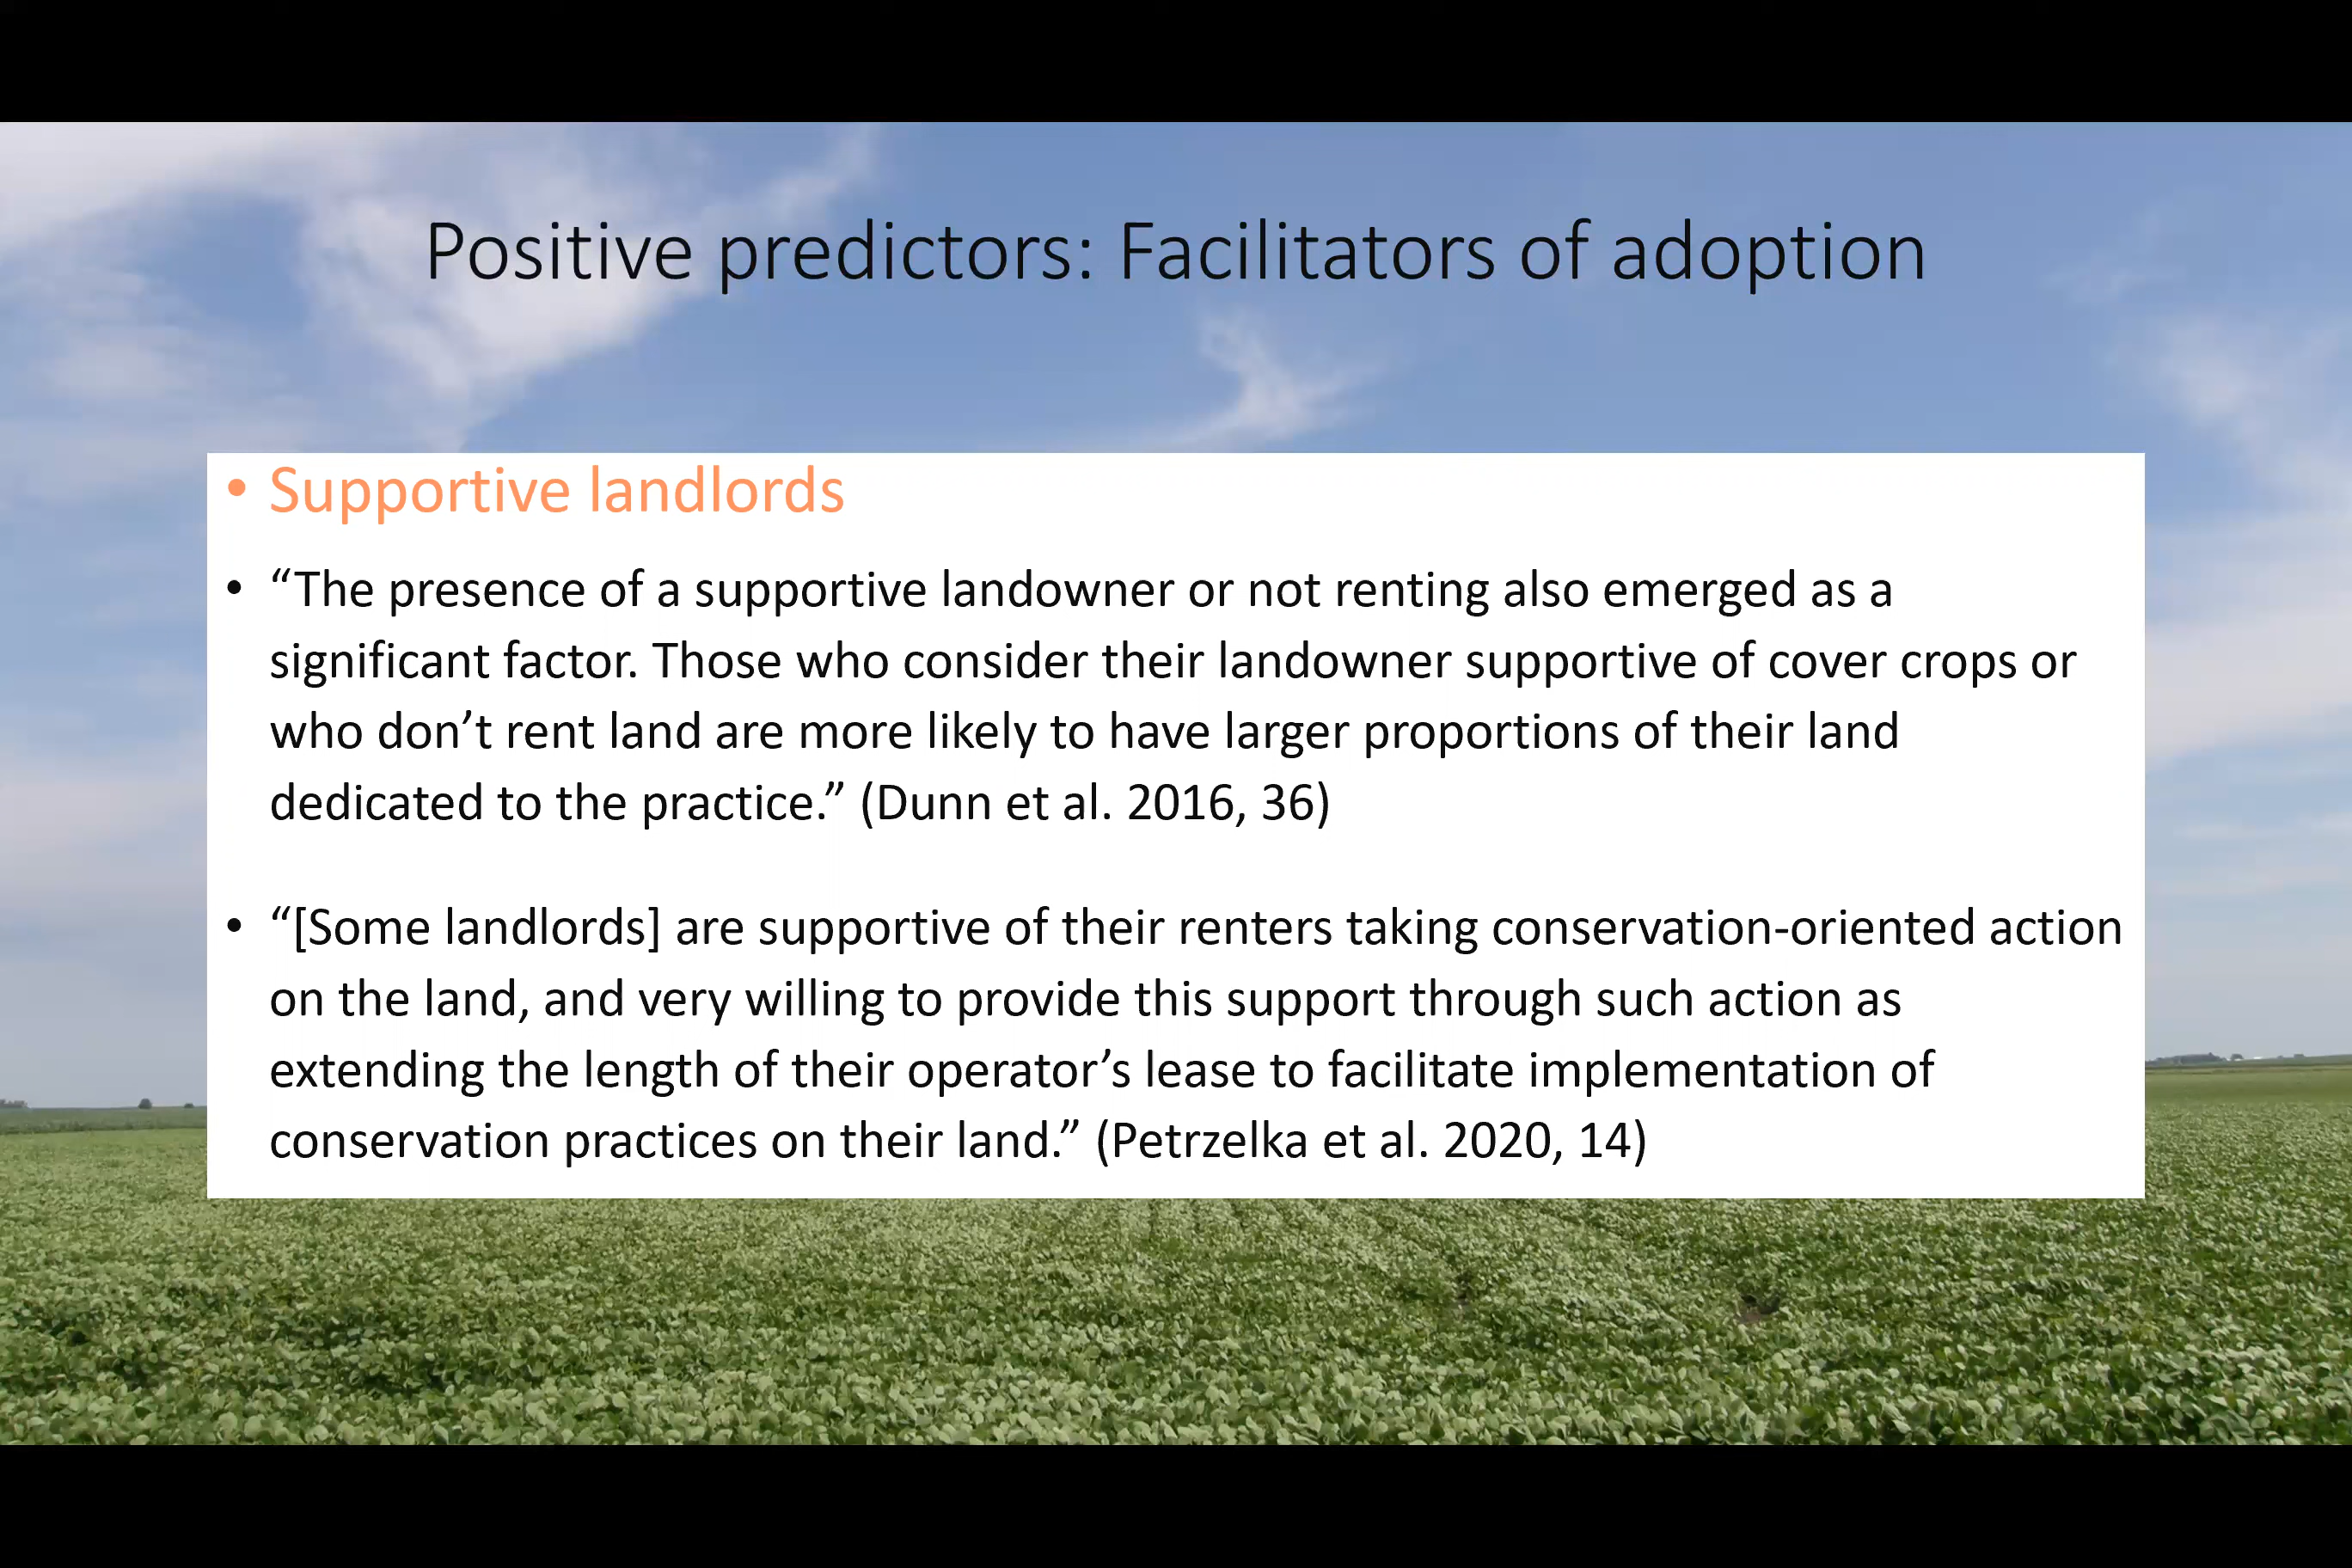 Positive predictors: Facilitators of adoption
• Supportive landlords
• “The presence of a supportive landowner or not renting also emerged as a
significant factor. Those who consider their landowner supportive of cover crops or
who don’t rent land are more likely to have larger proportions of their land
dedicated to the practice.” (Dunn et al. 2016, 36)
• “[Some landlords] are supportive of their renters taking conservation-oriented action
on the land, and very willing to provide this support through such action as
extending the length of their operator’s lease to facilitate implementation of
conservation practices on their land.” (Petrzelka et al. 2020, 14)